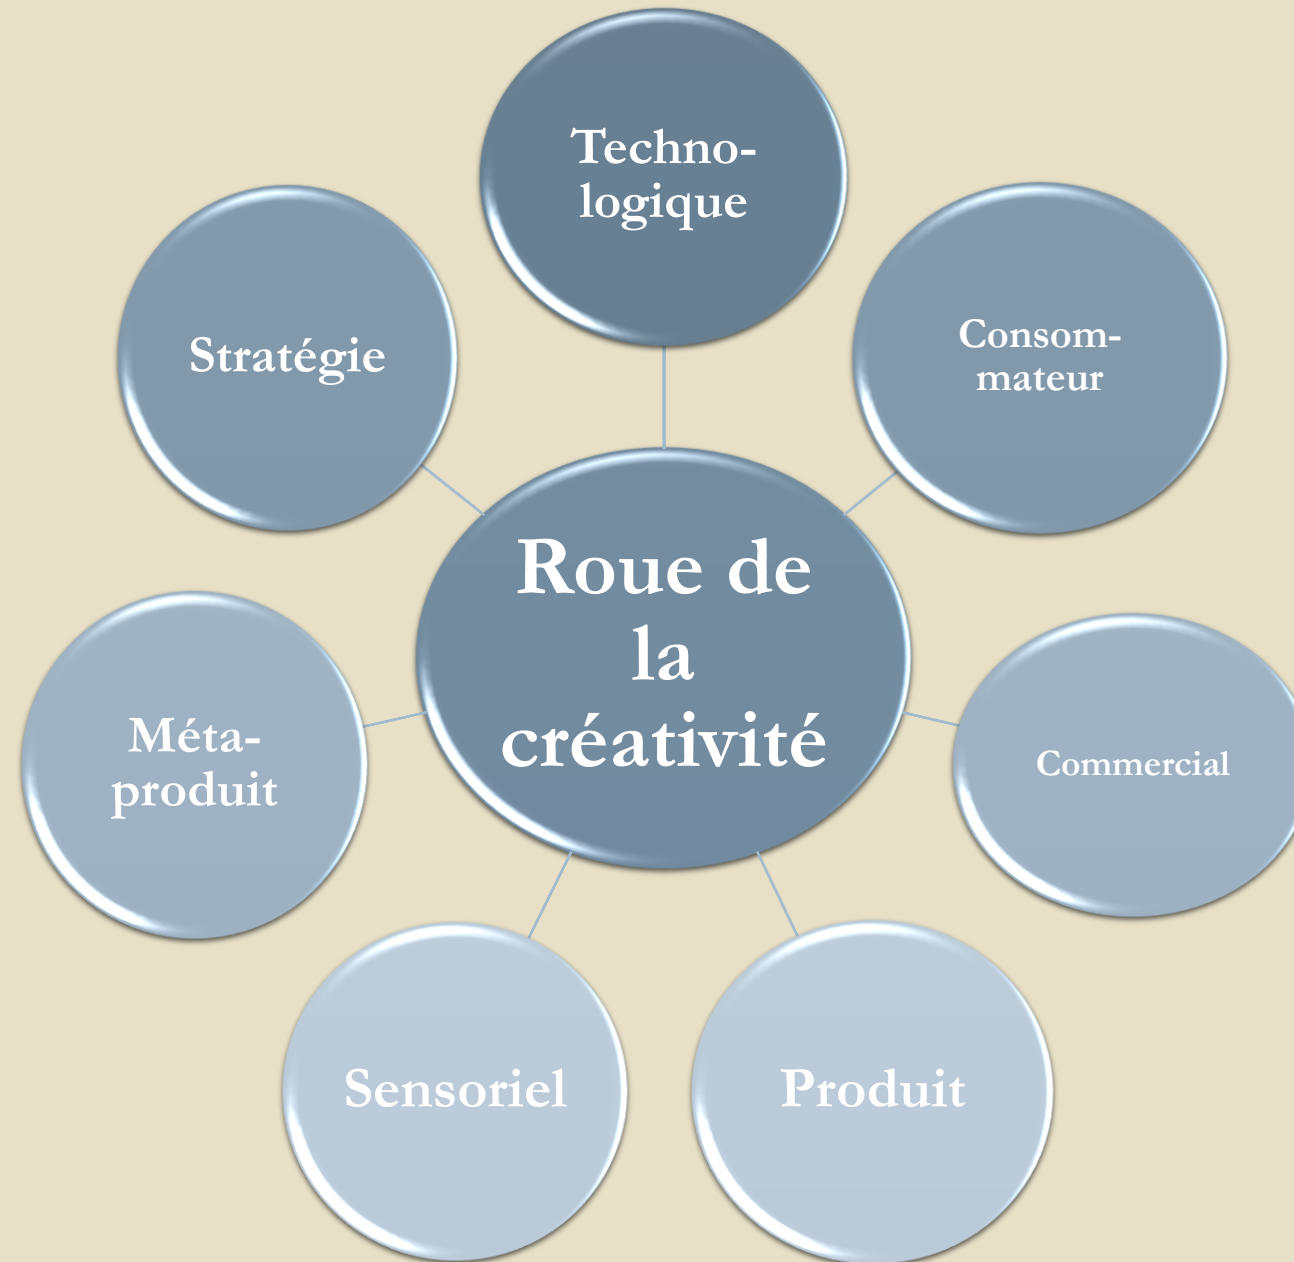 Techno-
logique
Consom-
mateur
Commercial
Produit
Sensoriel
Méta-
produit
Stratégie
Roue de
la
créativité